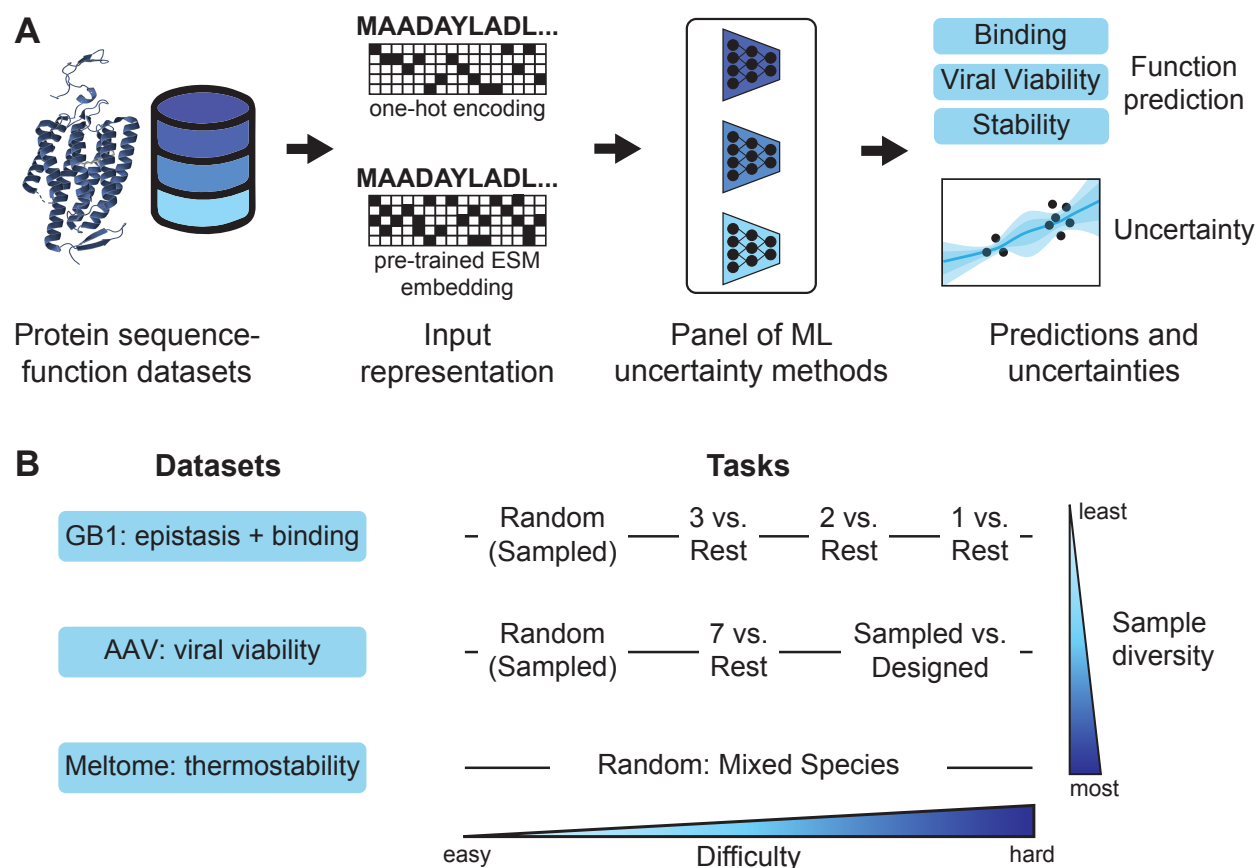 A
MAADAYLADL...
one-hot encoding
MAADAYLADL...
pre-trained ESM
embedding
Binding
Viral Viability
Stability
Function
prediction
Uncertainty
Protein sequence-
function datasets
Input
representation
Panel of ML
uncertainty methods
Predictions and
uncertainties
B
Datasets
Tasks
GB1: epistasis + binding
Random
(Sampled)
3 vs.
Rest
2 vs.
Rest
1 vs.
Rest
AAV: viral viability
Random
(Sampled)
7 vs.
Rest
Sampled vs.
Designed
Meltome: thermostability
Random: Mixed Species
least
Sample
diversity
most
easy
Difficulty
hard